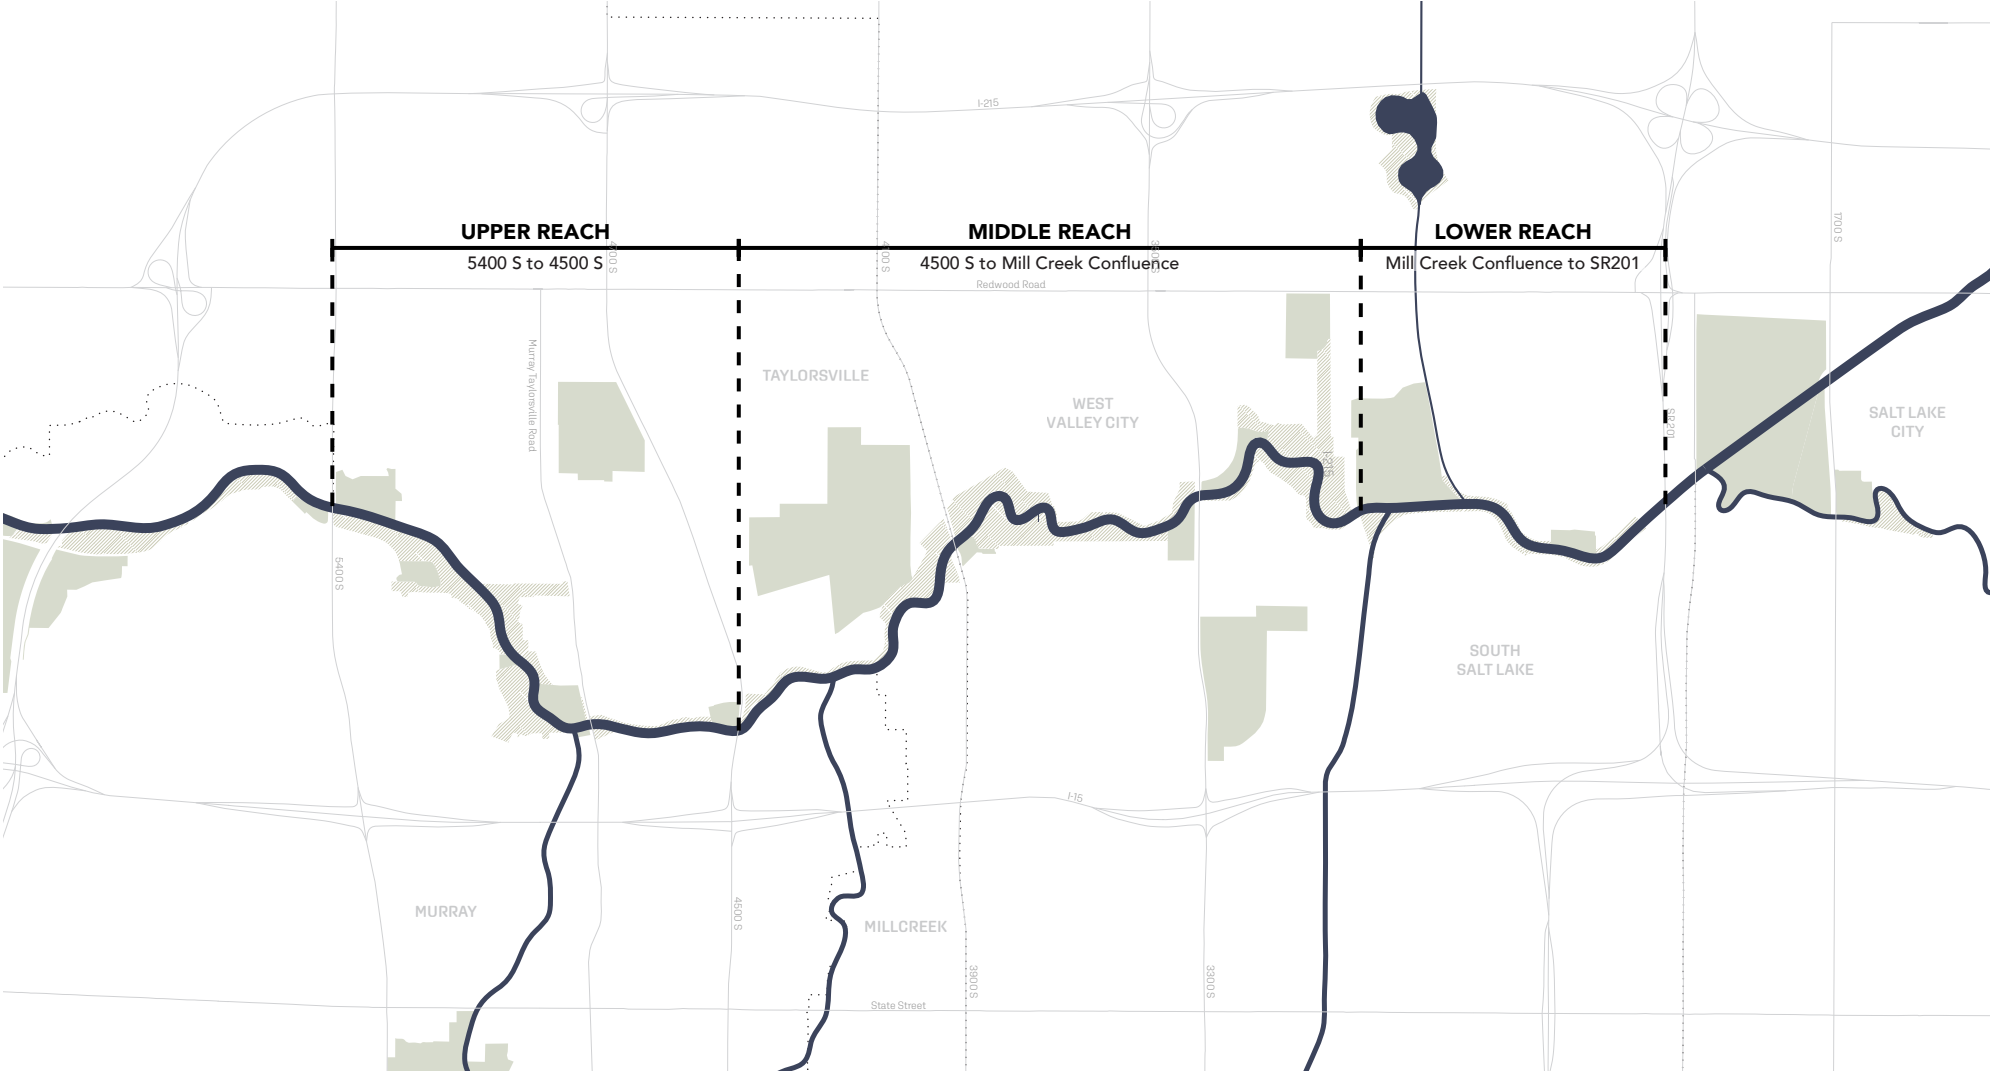 I-215
UPPER REACH
MIDDLE REACH
LOWER REACH
5400 S to 4500 S
4500 S to Mill Creek Confluence
Mill Creek Confluence to SR201
1700 S
Redwood Road
Murray Taylorsville Road
TAYLORSVILLE
WEST
VALLEY CITY
SALT LAKE
CITY
SR201
I-215
5400 S
SOUTH
SALT LAKE
I-15
MURRAY
4500 S
MILLCREEK
3900 S
3300 S
State Street